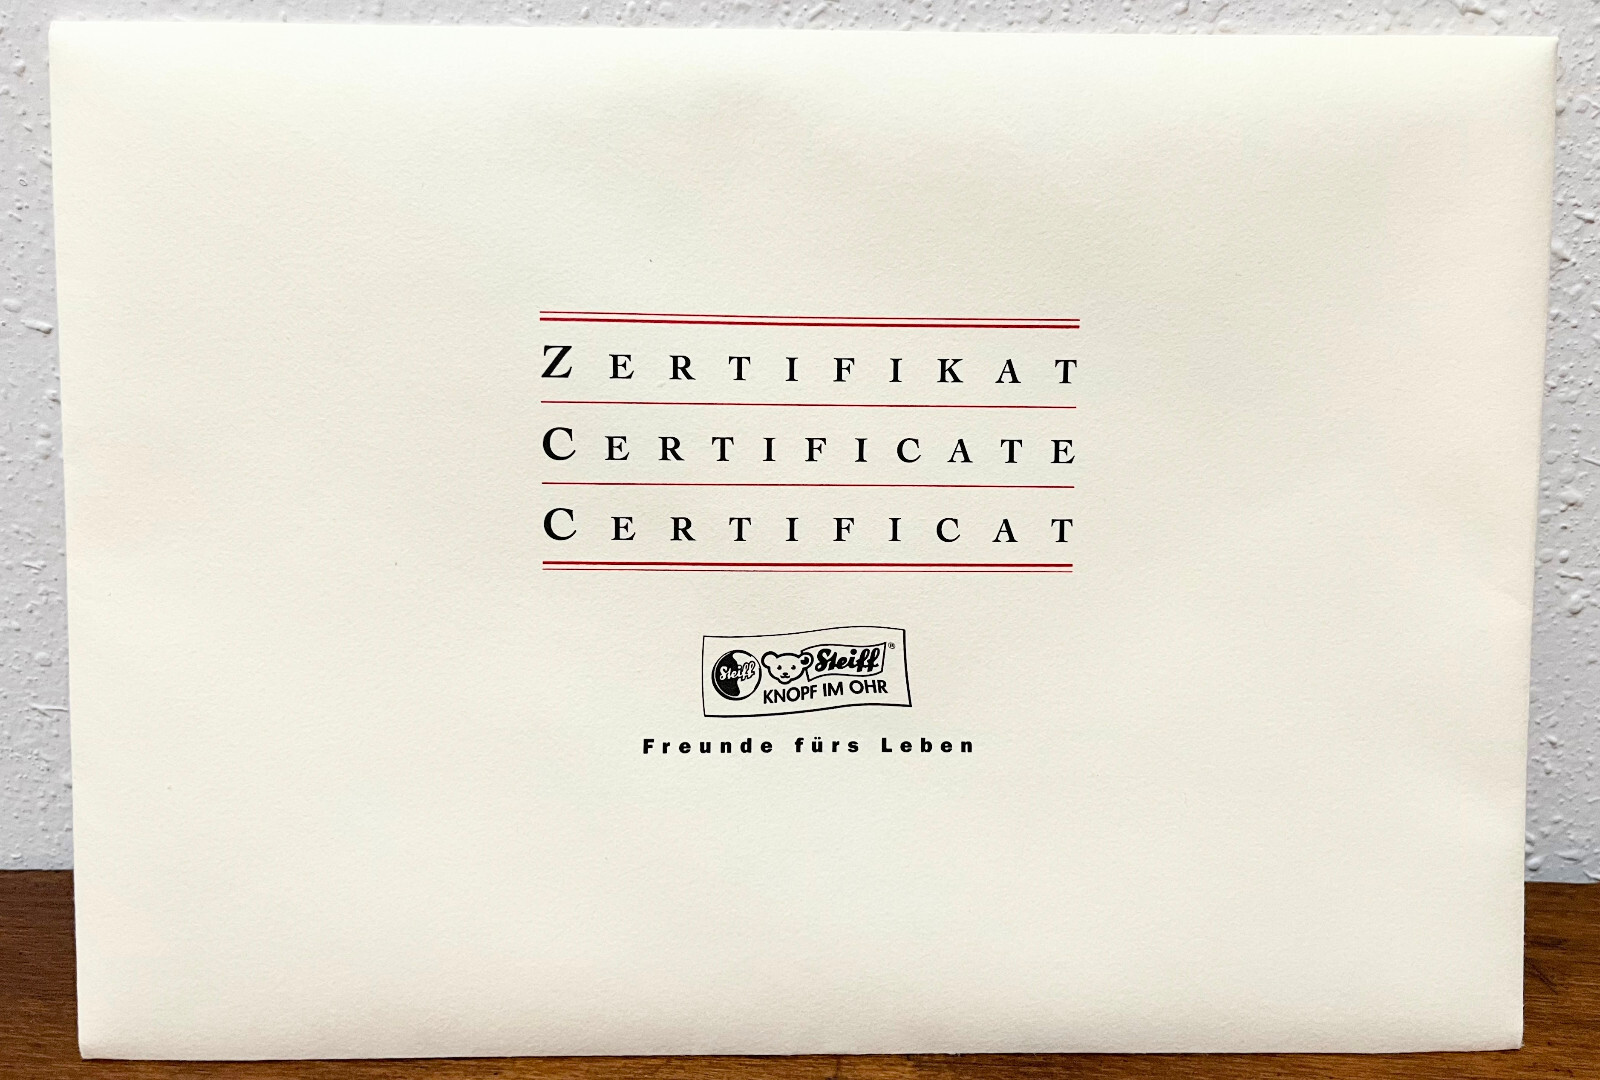 ZERTIFIKAT
CERTIFICATE
CERTIFICAT
Steiff Steiff ®
KNOPF IM OHR
Freunde fürs Leben